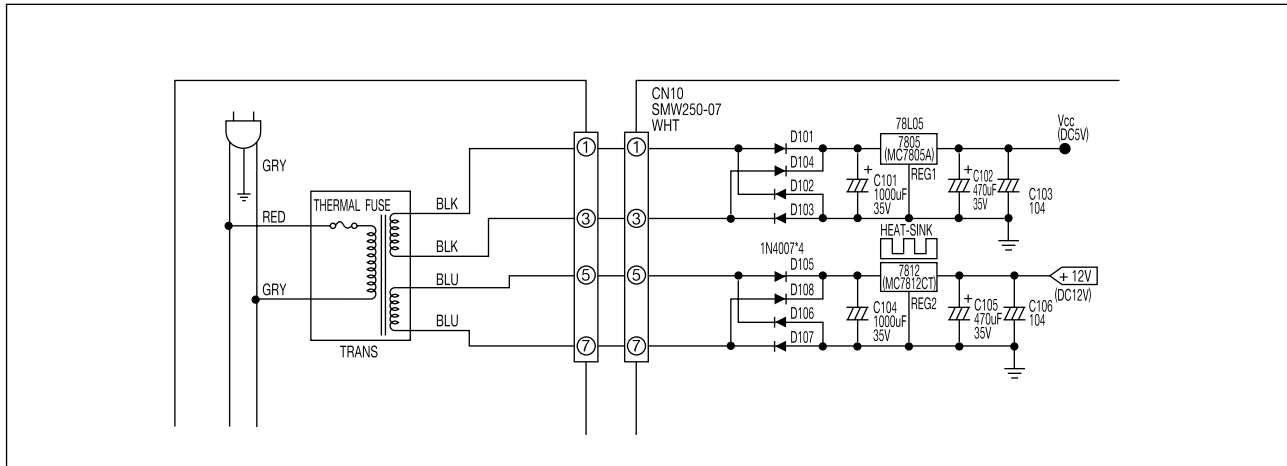 GRY
RED
THERMAL FUSE
GRY
TRANS
BLK
BLK
BLU
BLU
1
3
5
7
CN10
SMW250-07
WHT
1
3
5
7
D101
D104
D102
D103
+
C101
1000uF
35V
78L05
7805
(MC7805A)
REG1
+
C102
470uF
35V
C103
104
Vcc
(DC5V)
HEAT-SINK
1N4007*4
D105
D108
D106
D107
C104
1000uF
35V
7812
(MC7812CT)
REG2
+
C105
470uF
35V
C106
104
+ 12V
(DC12V)